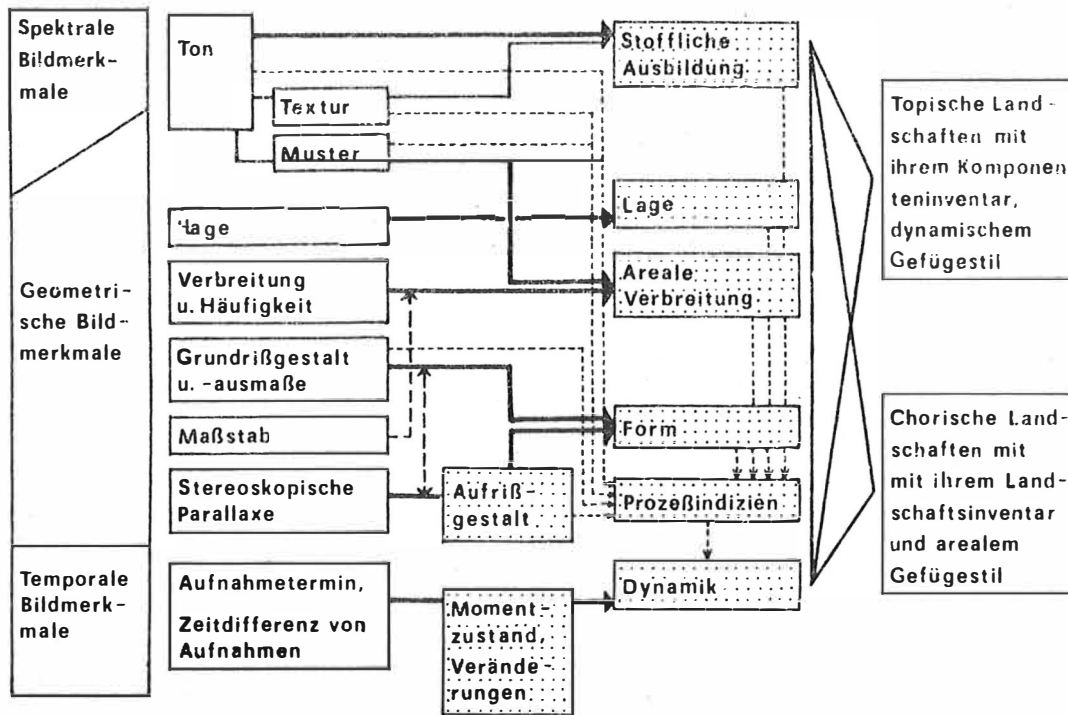 Spektrale
Bildmerk-
male
Geometri-
sche Bild-
merkmale
Temporale
Bildmerk-
male
Ton
Textur
Muster
Lage
Verbreitung
u. Häufigkeit
Grundrißgestalt
u. -ausmaße
Maßstab
Stereoskopische
Parallaxe
Aufnahmetermin,
Zeitdifferenz von
Aufnahmen
Aufriß-
gestalt
Moment-
zustand,
Verände-
rungen
Stoffliche
Ausbildung
Lage
Areale
Verbreitung
Form
Prozeßindizien
Dynamik
Topische Land-
schaften mit
ihrem Komponen
teninventar,
dynamischem
Gefügestil
Chorische Land-
schaften mit
mit ihrem Land-
schaftsinventar
und arealem
Gefügestil